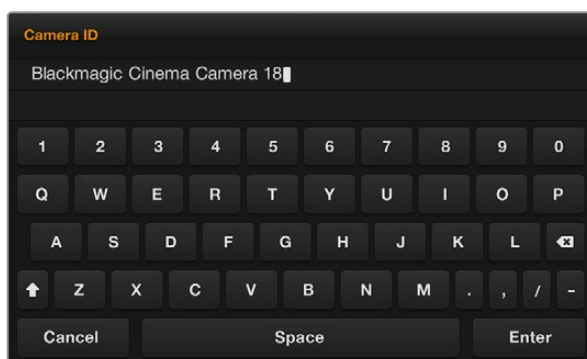 Camera ID
Blackmagic Cinema Camera 18
1 2 3 4 5 6 7 8 9 0
Q W E R T Y U I O P
A S D F G H J K L
Z X C V B N M . , / -
Cancel Space Enter